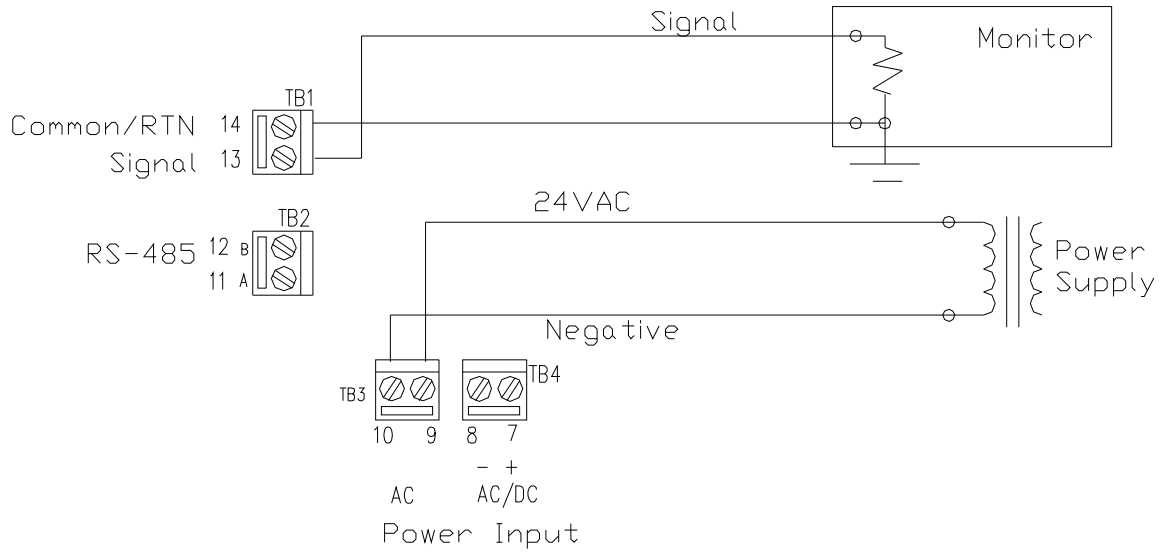 Signal
Monitor
TB1
Common/RTN 14
Signal 13
24VAC
TB2
RS-485 12 B
11 A
Power
Supply
Negative
TB3
TB4
10 9 8 7
- +
AC AC/DC
Power Input